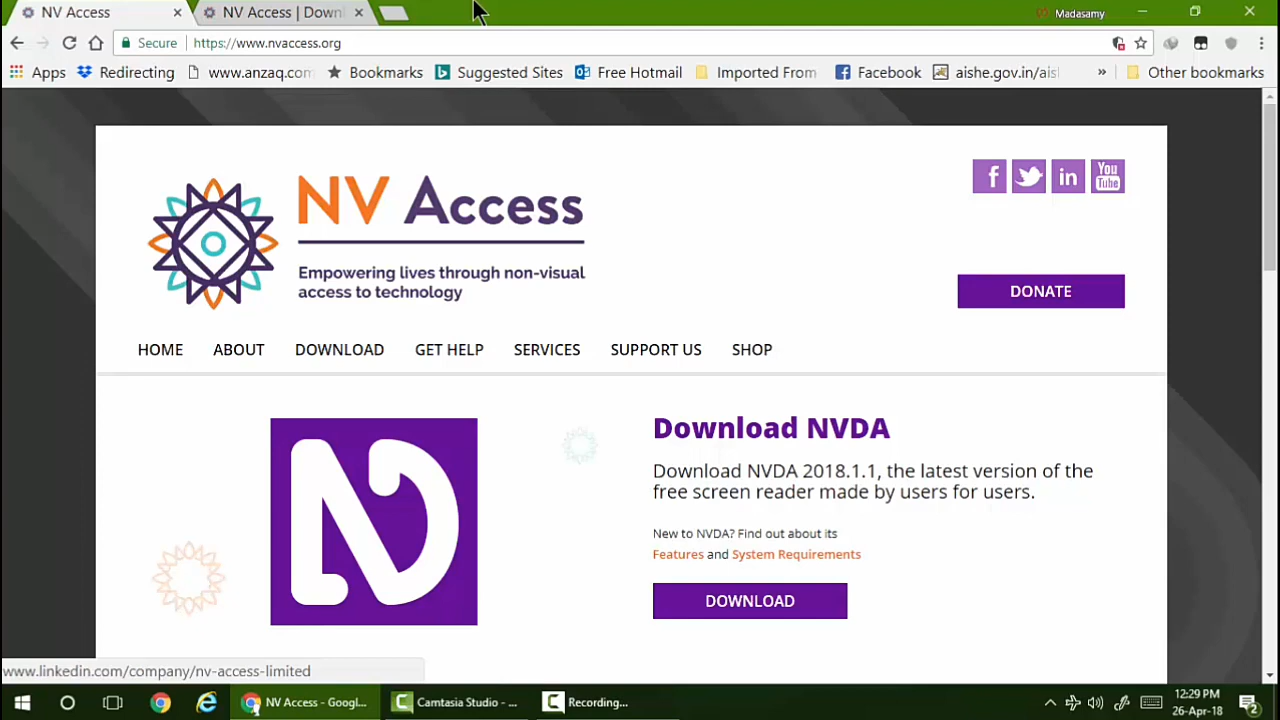 NV Access
NV Access | Downl
Madasamy
Secure
https://www.nvaccess.org
Apps
Redirecting
www.anzaq.com
Bookmarks
Suggested Sites
Free Hotmail
Imported From
Facebook
aishe.gov.in/ais
»
Other bookmarks
NV Access
Empowering lives through non-visual
access to technology
f
in
You
Tube
DONATE
HOME
ABOUT
DOWNLOAD
GET HELP
SERVICES
SUPPORT US
SHOP
Download NVDA
Download NVDA 2018.1.1, the latest version of the
free screen reader made by users for users.
New to NVDA? Find out about its
Features and System Requirements
DOWNLOAD
www.linkedin.com/company/nv-access-limited
NV Access - Googl...
Camtasia Studio - ...
Recording...
12:29 PM
26-Apr-18
2